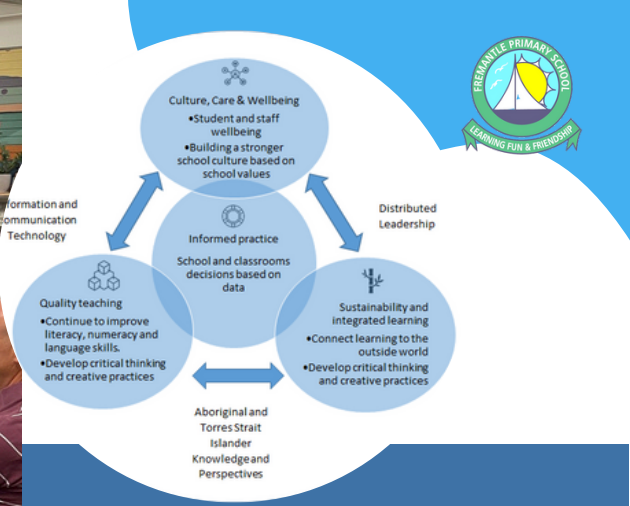 FREMANTLE PRIMARY SCHOOL
LEARNING FUN & FRIENDSHIP
Culture, Care & Wellbeing
•Student and staff
wellbeing
•Building a stronger
school culture based on
school values
ormation and
ommunication
Technology
Distributed
Leadership
Informed practice
School and classrooms
decisions based on
data
Quality teaching
•Continue to improve
literacy, numeracy and
language skills.
•Develop critical thinking
and creative practices
Sustainability and
integrated learning
•Connect learning to the
outside world
•Develop critical thinking
and creative practices
Aboriginal and
Torres Strait
Islander
Knowledge and
Perspectives